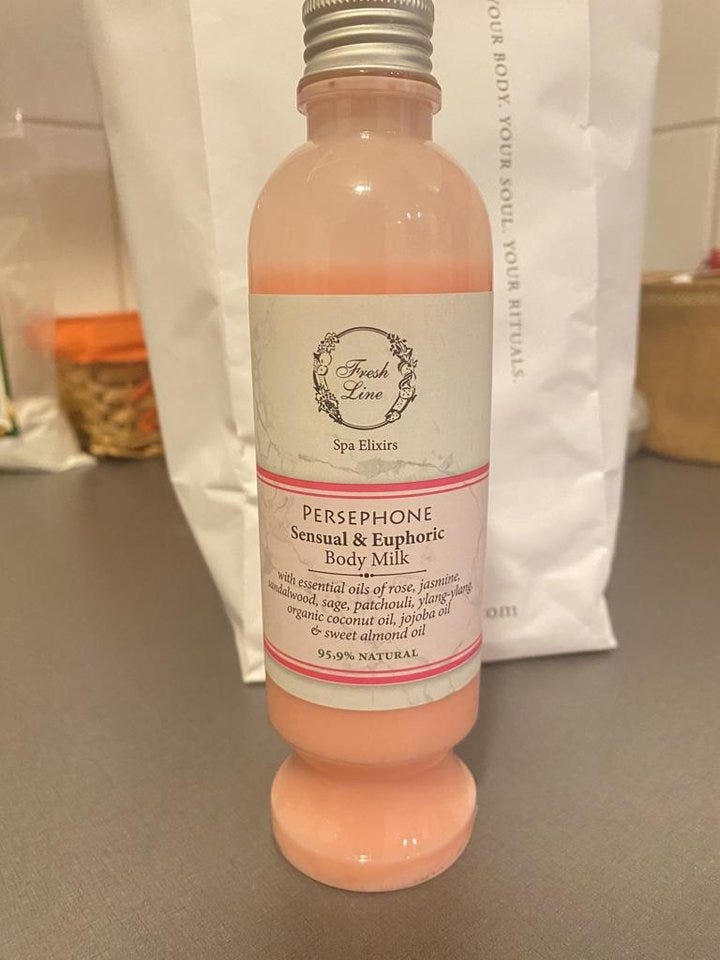 YOUR BODY. YOUR SOUL. YOUR RITUALS.
Fresh
Line
Spa Elixirs
PERSEPHONE
Sensual & Euphoric
Body Milk
with essential oils of rose, jasmine,
sandalwood, sage, patchouli, ylang-ylang,
organic coconut oil, jojoba oil
& sweet almond oil
95,9% NATURAL
.com